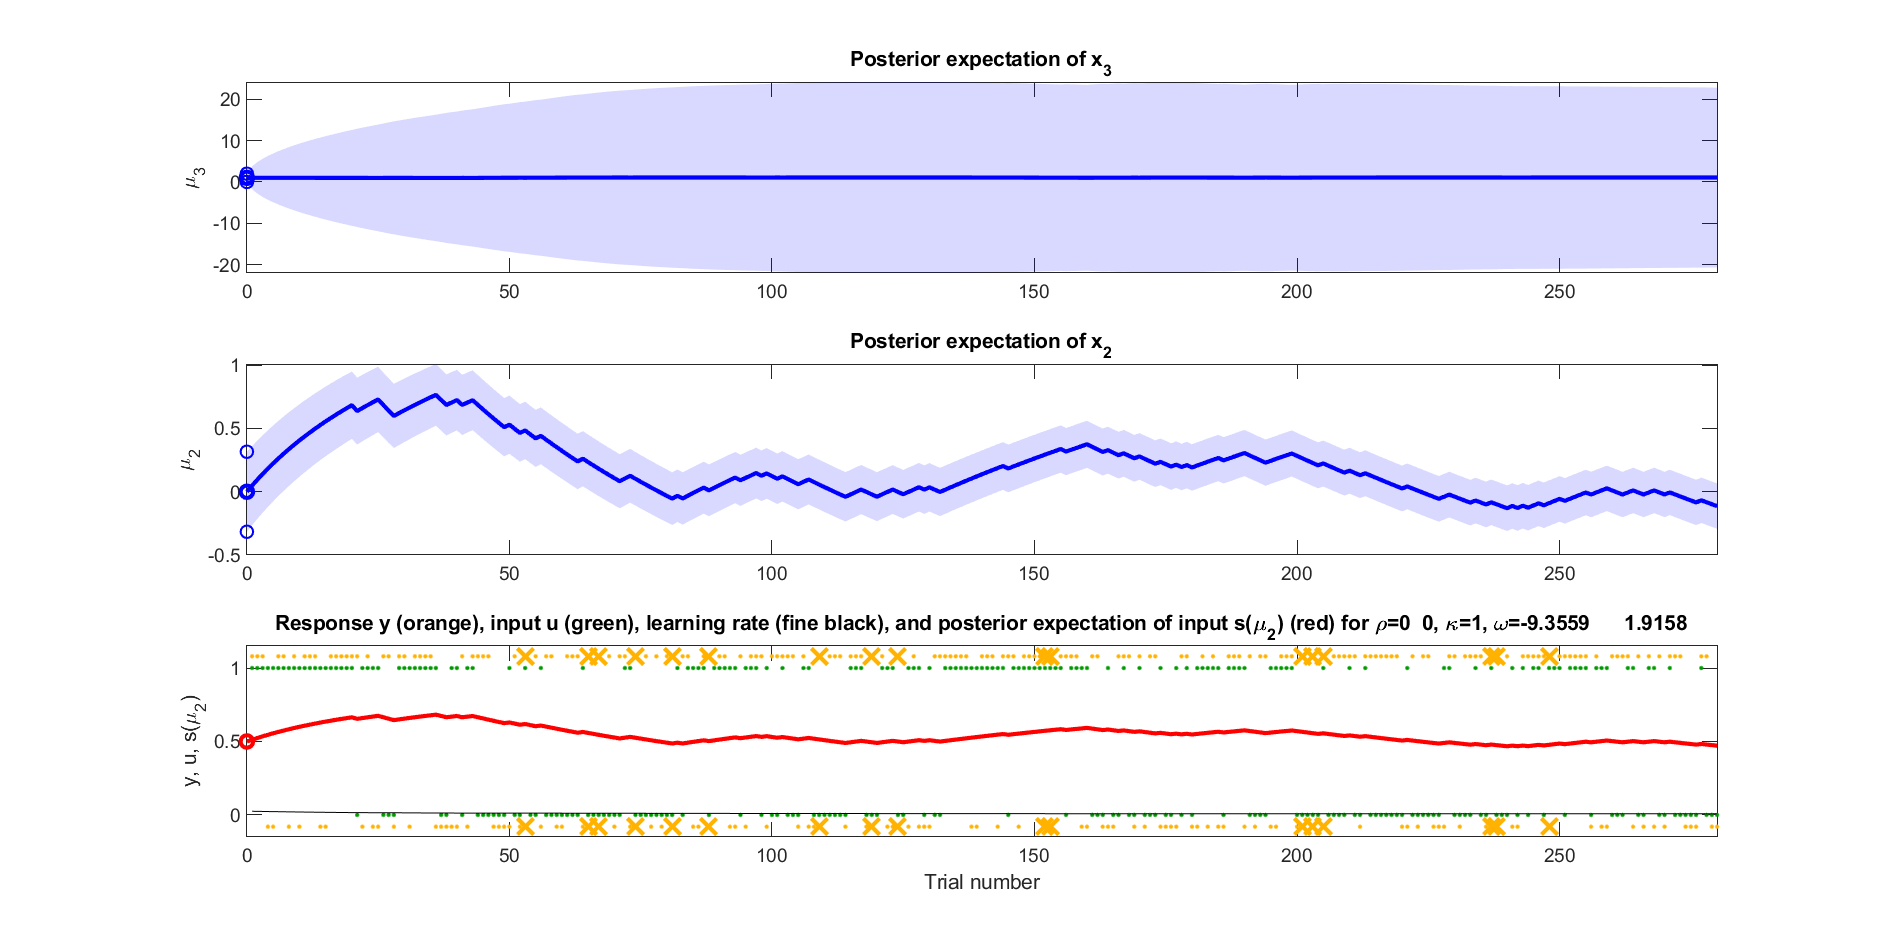 Posterior expectation of x3
20
10
0
-10
-20
μ3
0 50 100 150 200 250
Posterior expectation of x2
1
0.5
0
-0.5
μ2
0 50 100 150 200 250
Response y (orange), input u (green), learning rate (fine black), and posterior expectation of input s(μ2) (red) for ρ=0 0, κ=1, ω=-9.3559 1.9158
1
0.5
0
y, u, s(μ2)
0 50 100 150 200 250
Trial number